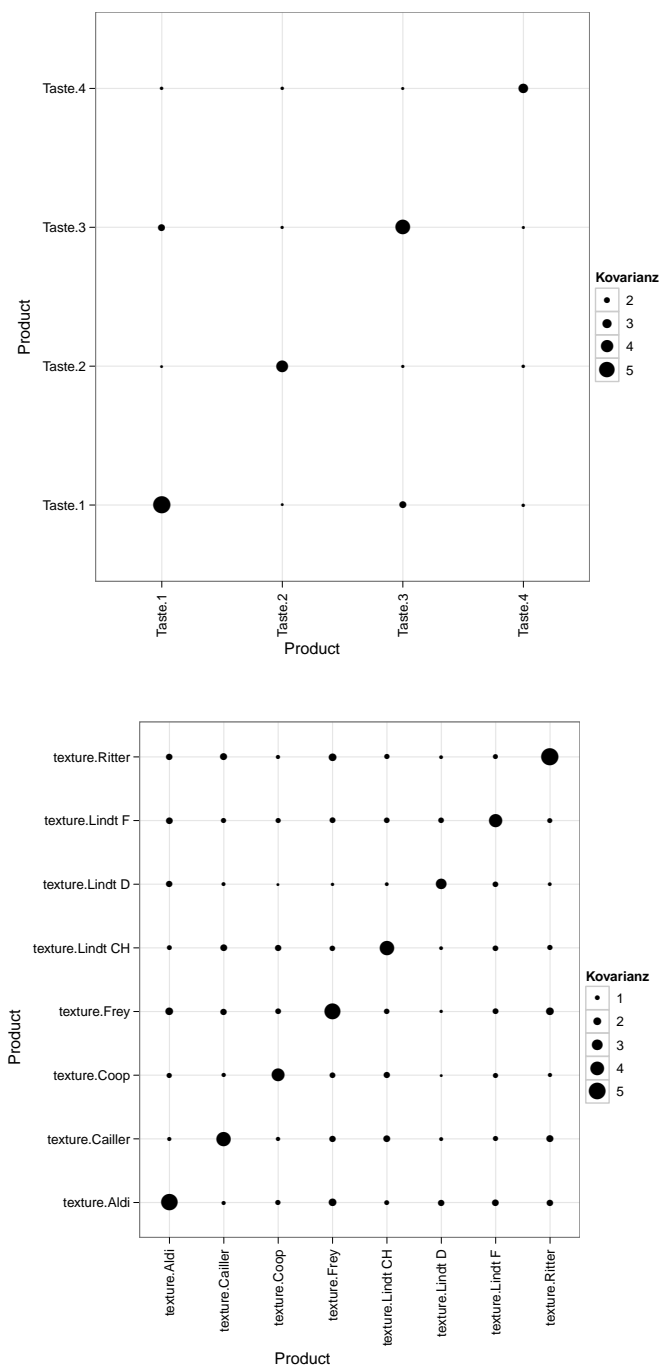 Taste.4
Taste.3
Taste.2
Taste.1
Product
Taste.1
Taste.2
Taste.3
Taste.4
Product
Kovarianz
2
3
4
5
texture.Ritter
texture.Lindt F
texture.Lindt D
texture.Lindt CH
texture.Frey
texture.Coop
texture.Cailler
texture.Aldi
Product
texture.Aldi
texture.Cailler
texture.Coop
texture.Frey
texture.Lindt CH
texture.Lindt D
texture.Lindt F
texture.Ritter
Product
Kovarianz
1
2
3
4
5